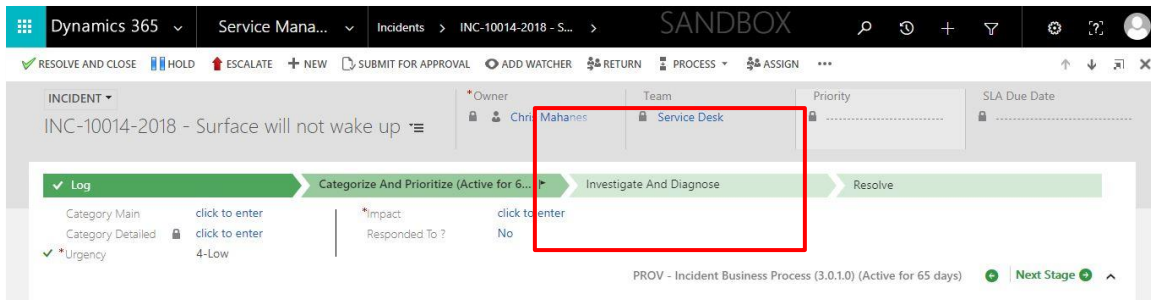 Dynamics 365 Service Mana... Incidents > INC-10014-2018 - S... > SANDBOX
RESOLVE AND CLOSE HOLD ESCALATE + NEW SUBMIT FOR APPROVAL ADD WATCHER RETURN PROCESS ASSIGN ...
INCIDENT *Owner Team Priority SLA Due Date
INC-10014-2018 - Surface will not wake up Chris Mahanes Service Desk
Log Categorize And Prioritize (Active for 6... Investigate And Diagnose Resolve
Category Main click to enter *Impact click to enter
Category Detailed click to enter Responded To ? No
*Urgency 4-Low
PROV - Incident Business Process (3.0.1.0) (Active for 65 days) Next Stage